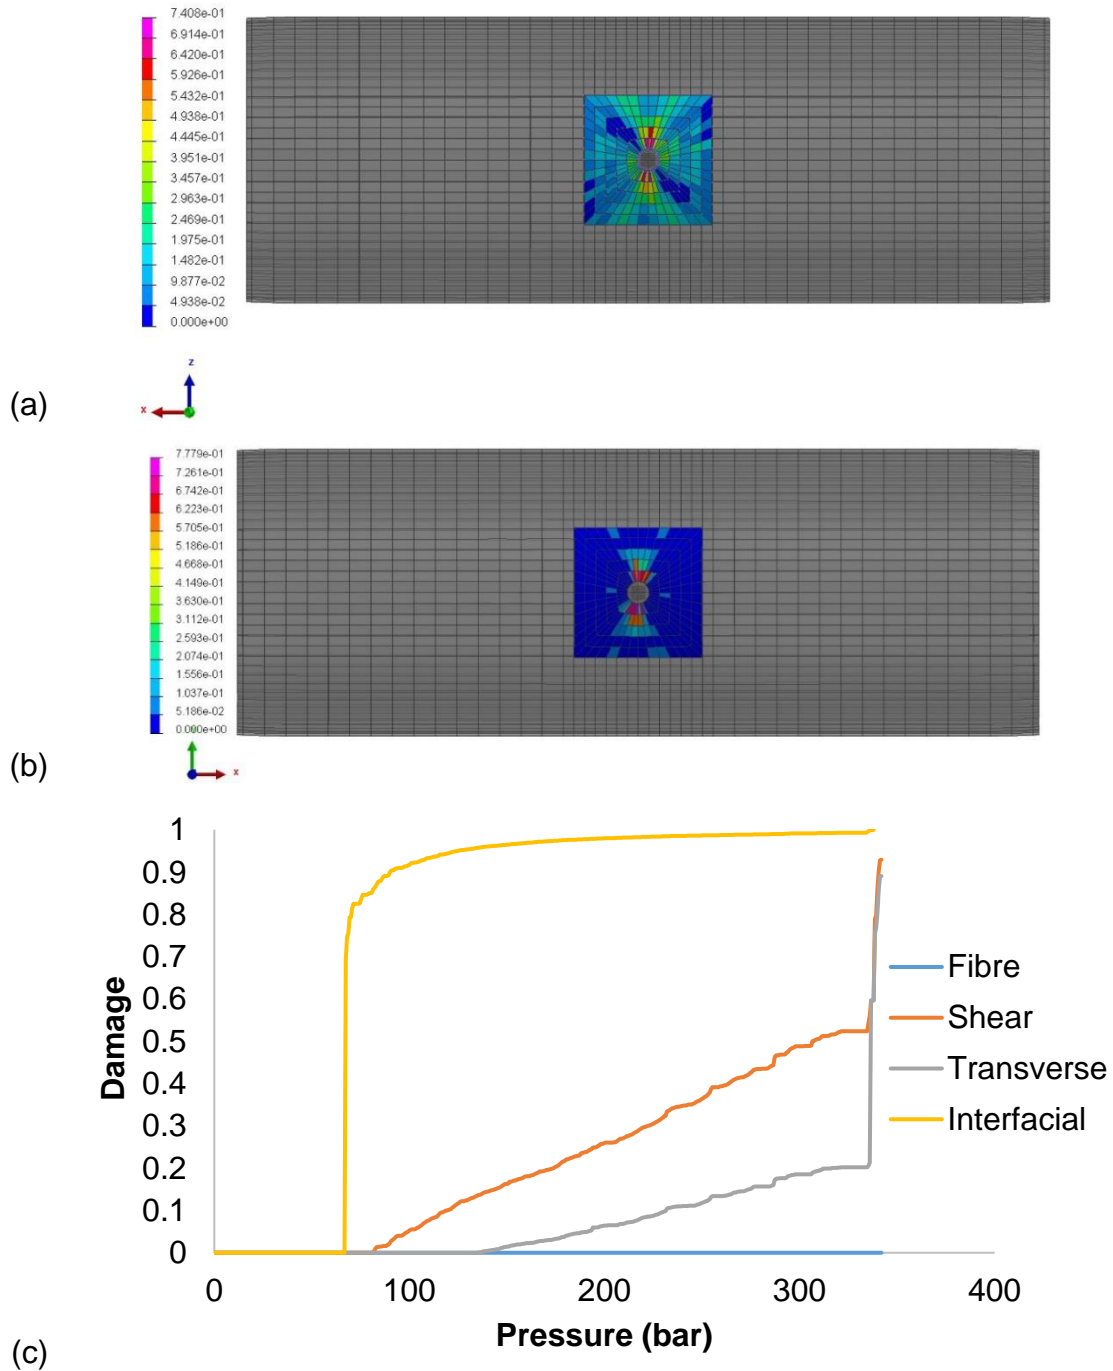 7.408e-01
6.914e-01
6.420e-01
5.926e-01
5.432e-01
4.938e-01
4.445e-01
3.951e-01
3.457e-01
2.963e-01
2.469e-01
1.975e-01
1.482e-01
9.877e-02
4.938e-02
0.000e+00
z
x
(a)
7.779e-01
7.261e-01
6.742e-01
6.223e-01
5.705e-01
5.186e-01
4.668e-01
4.149e-01
3.630e-01
3.112e-01
2.593e-01
2.074e-01
1.556e-01
1.037e-01
5.186e-02
0.000e+00
x
(b)
1
0.9
0.8
0.7
0.6
0.5
0.4
0.3
0.2
0.1
0
Damage
Fibre
Shear
Transverse
Interfacial
0 100 200 300 400
Pressure (bar)
(c)